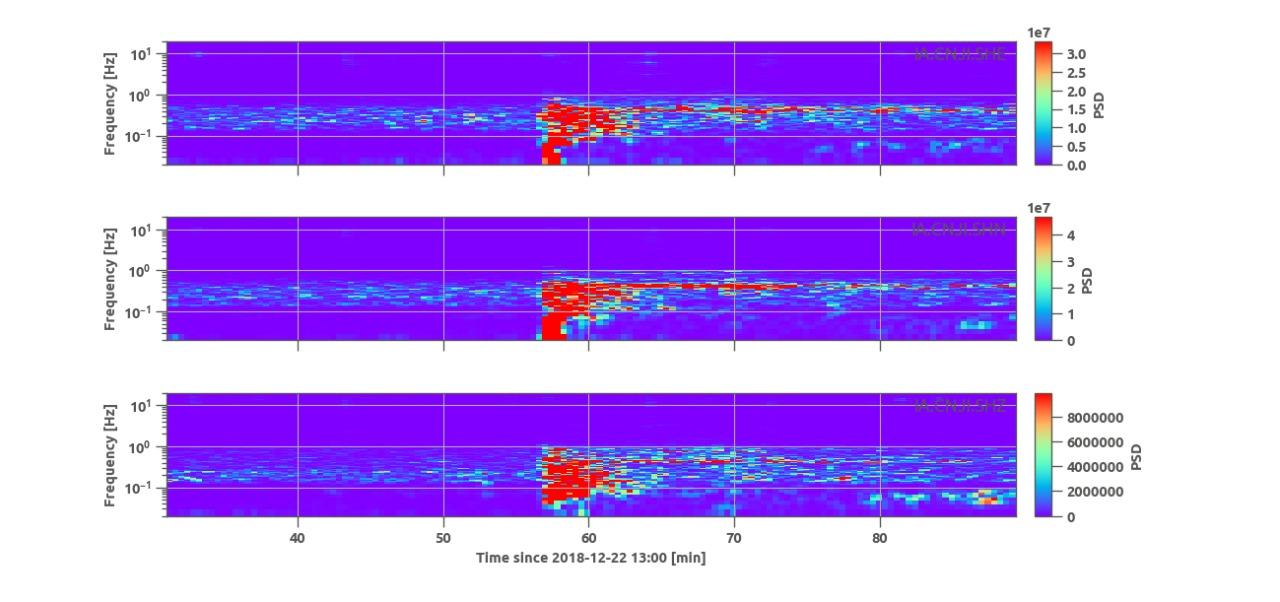 1e7
IA.CNJI.SHE
Frequency [Hz]
10¹
10⁰
10⁻¹
3.0
2.5
2.0
1.5
1.0
0.5
0.0
PSD
1e7
IA.CNJI.SHN
Frequency [Hz]
10¹
10⁰
10⁻¹
4
3
2
1
0
PSD
IA.CNJI.SHZ
Frequency [Hz]
10¹
10⁰
10⁻¹
8000000
6000000
4000000
2000000
0
PSD
40 50 60 70 80
Time since 2018-12-22 13:00 [min]